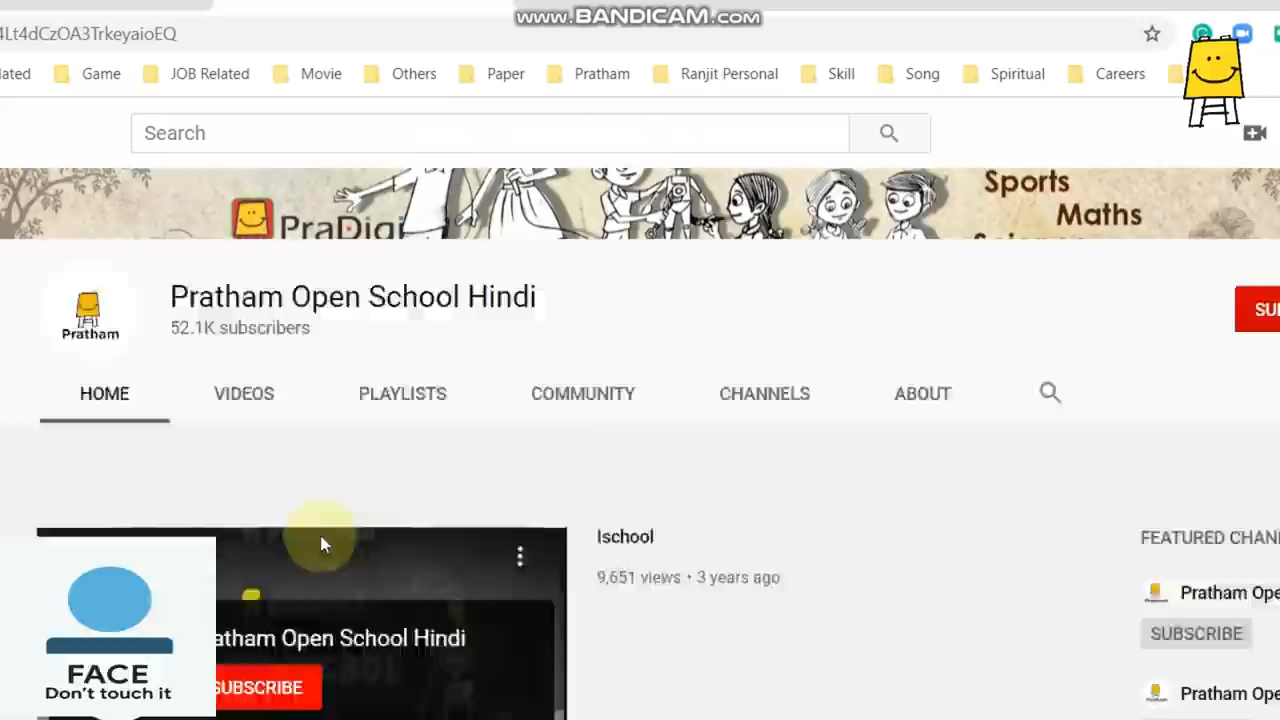 www.BANDICAM.com
4Lt4dCzOA3TrkeyaioEQ
Game JOB Related Movie Others Paper Pratham Ranjit Personal Skill Song Spiritual Careers
Search
Sports
Maths
PraDigi
Pratham
Pratham Open School Hindi
52.1K subscribers
HOME VIDEOS PLAYLISTS COMMUNITY CHANNELS ABOUT
Ischool
9,651 views • 3 years ago
FEATURED CHAN
Pratham Ope
SUBSCRIBE
Pratham Ope
atham Open School Hindi
SUBSCRIBE
FACE
Don't touch it